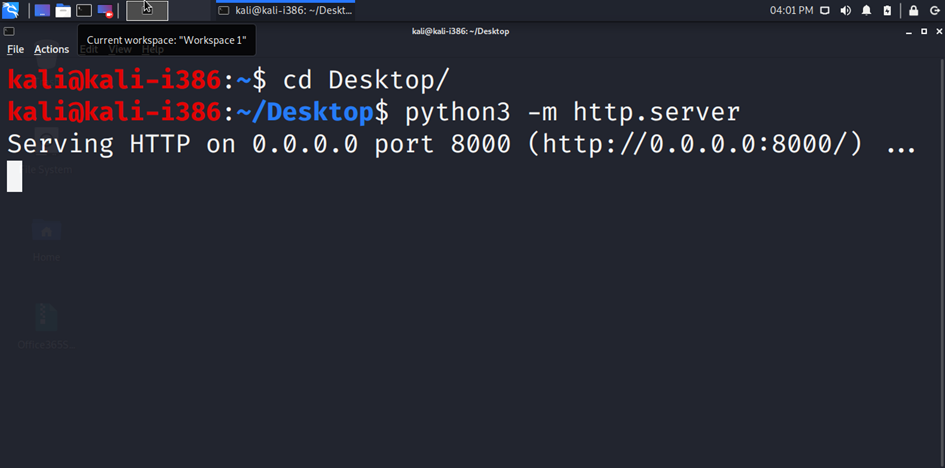 kali@kali-i386: ~/Deskt...
04:01 PM
kali@kali-i386: ~/Desktop
Current workspace: "Workspace 1"
File Actions Edit View Help
kali@kali-i386:~$ cd Desktop/
kali@kali-i386:~/Desktop$ python3 -m http.server
Serving HTTP on 0.0.0.0 port 8000 (http://0.0.0.0:8000/) ...
File System
Home